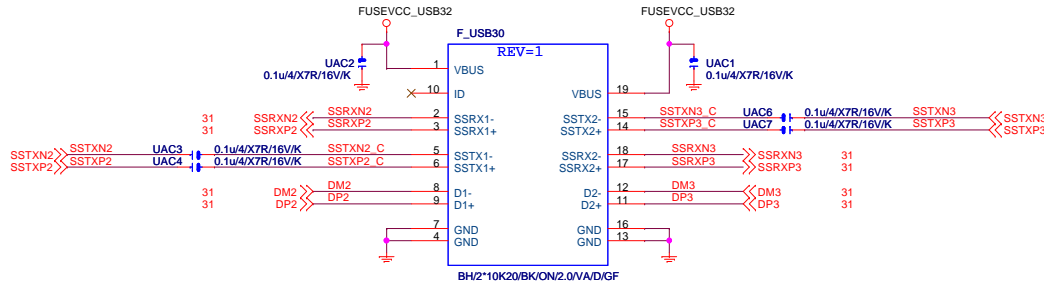 FUSEVCC_USB32 FUSEVCC_USB32
F_USB30
REV=1
UAC2
0.1u/4/X7R/16V/K
UAC1
0.1u/4/X7R/16V/K
1 VBUS
10 ID
VBUS 19
31 SSRXN2 SSRXN2 2 SSRX1-
31 SSRXP2 SSRXP2 3 SSRX1+
SSTX2- 15 SSTXN3_C UAC6 0.1u/4/X7R/16V/K SSTXN3 SSTXN3
SSTX2+ 14 SSTXP3_C UAC7 0.1u/4/X7R/16V/K SSTXP3 SSTXP3
SSTXN2 SSTXN2 UAC3 0.1u/4/X7R/16V/K SSTXN2_C 5 SSTX1-
SSTXP2 SSTXP2 UAC4 0.1u/4/X7R/16V/K SSTXP2_C 6 SSTX1+
SSRX2- 18 SSRXN3 SSRXN3 31
SSRX2+ 17 SSRXP3 SSRXP3 31
31 DM2 DM2 8 D1-
31 DP2 DP2 9 D1+
D2- 12 DM3 DM3 31
D2+ 11 DP3 DP3 31
7 GND
4 GND
GND 16
GND 13
BH/2*10K20/BK/ON/2.0/VA/D/GF